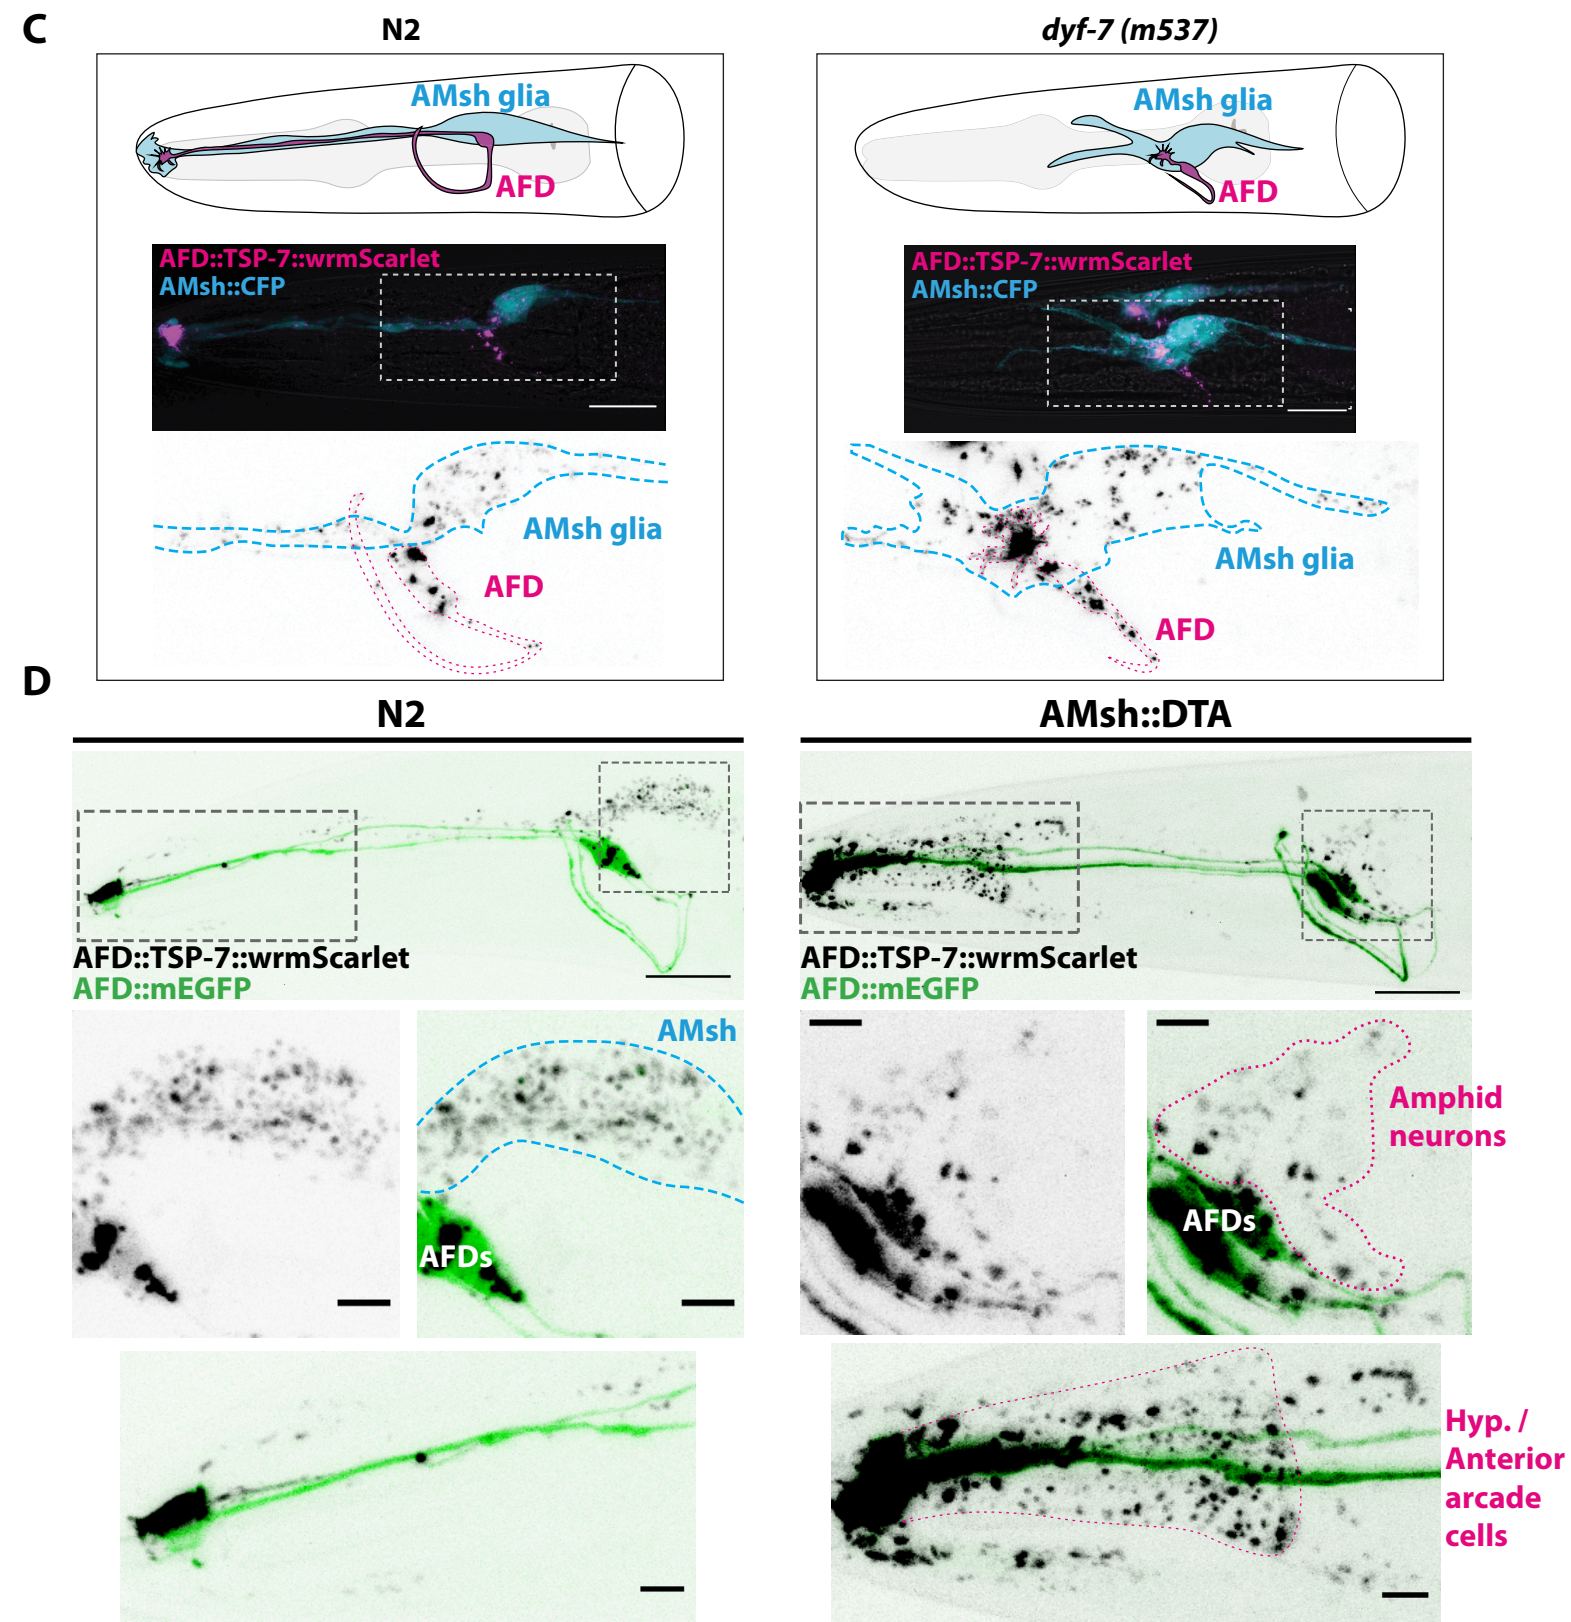 C
N2
dyf-7 (m537)
AMsh glia
AFD
AMsh glia
AFD
AFD::TSP-7::wrmScarlet
AMsh::CFP
AFD::TSP-7::wrmScarlet
AMsh::CFP
AMsh glia
AFD
AMsh glia
AFD
D
N2
AMsh::DTA
AFD::TSP-7::wrmScarlet
AFD::mEGFP
AFD::TSP-7::wrmScarlet
AFD::mEGFP
AMsh
AFDs
Amphid
neurons
AFDs
Hyp. /
Anterior
arcade
cells